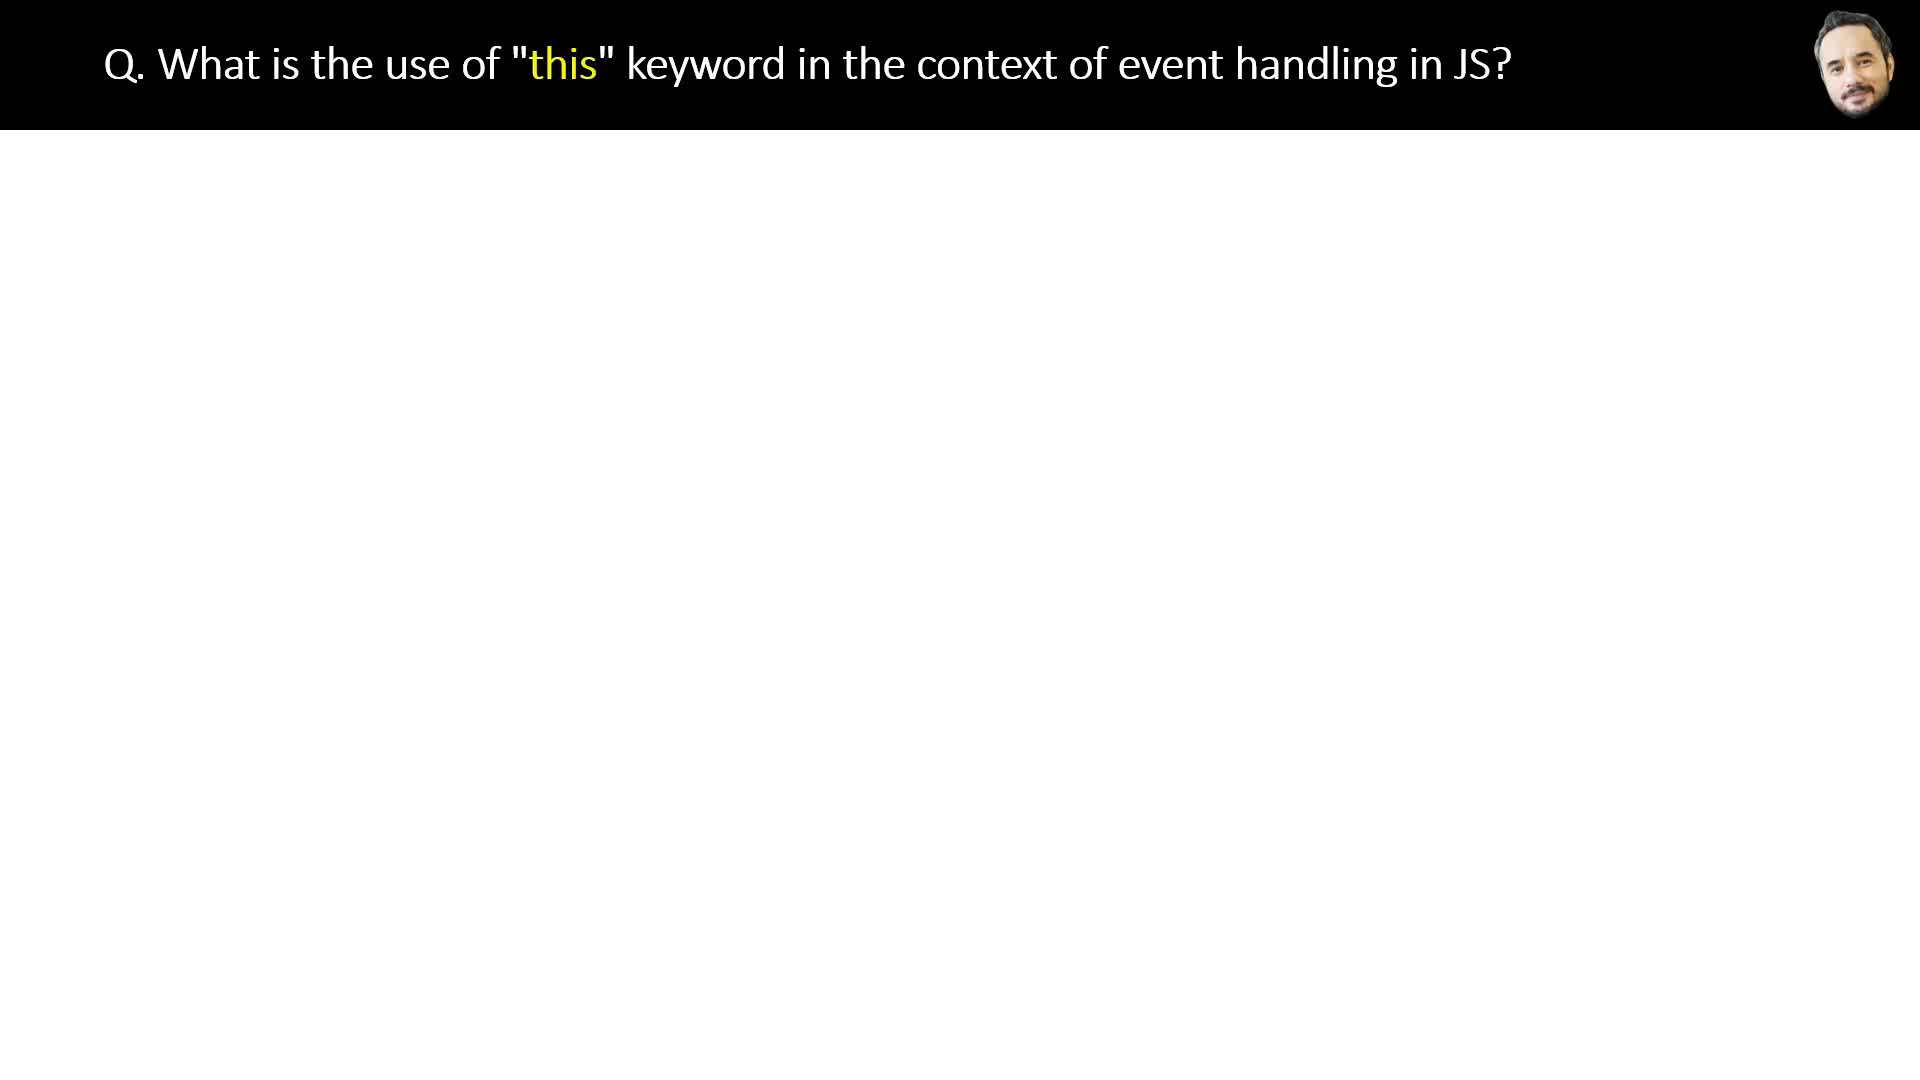 Q. What is the use of "this" keyword in the context of event handling in JS?